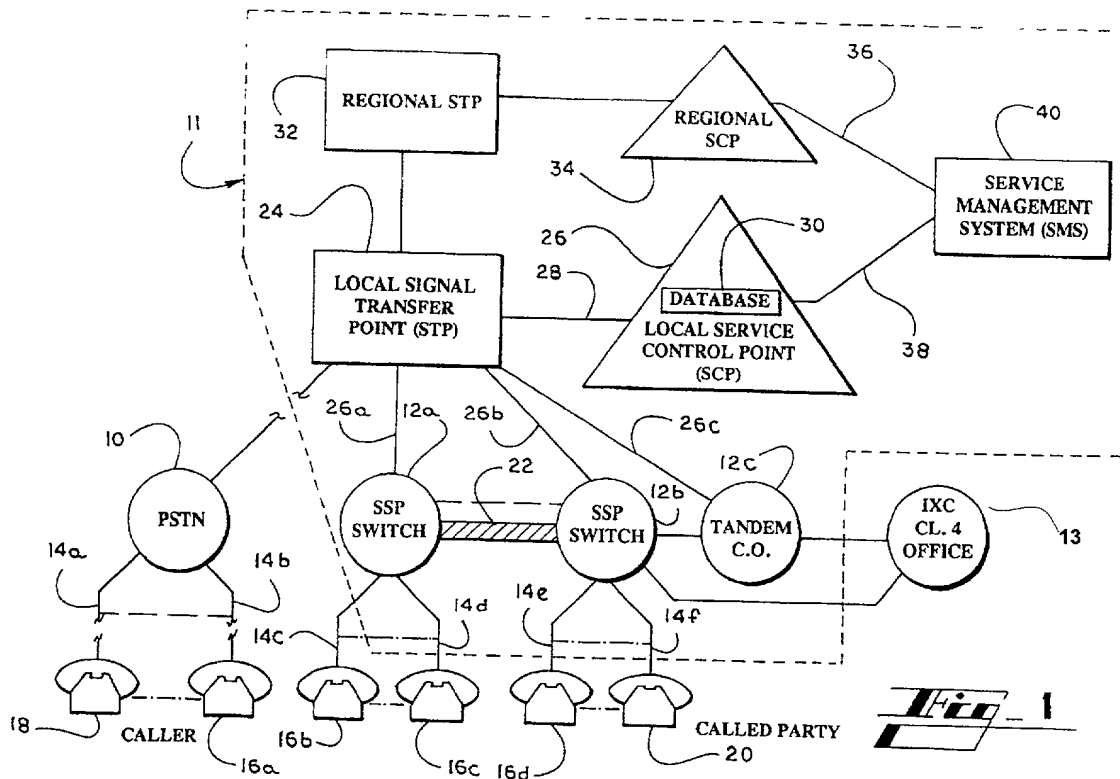 36
REGIONAL STP
REGIONAL
SCP
40
11
32
34
SERVICE
MANAGEMENT
SYSTEM (SMS)
24
26
30
LOCAL SIGNAL
TRANSFER
POINT (STP)
28
DATABASE
LOCAL SERVICE
CONTROL POINT
(SCP)
38
26a
12a
26b
26c
12c
10
22
PSTN
SSP
SWITCH
SSP
SWITCH
12b
TANDEM
C.O.
IXC
CL. 4
OFFICE
13
14a
14b
14c
14d
14e
14f
18
CALLER
16a
16b
16c
16d
CALLED PARTY
20
Fig_1